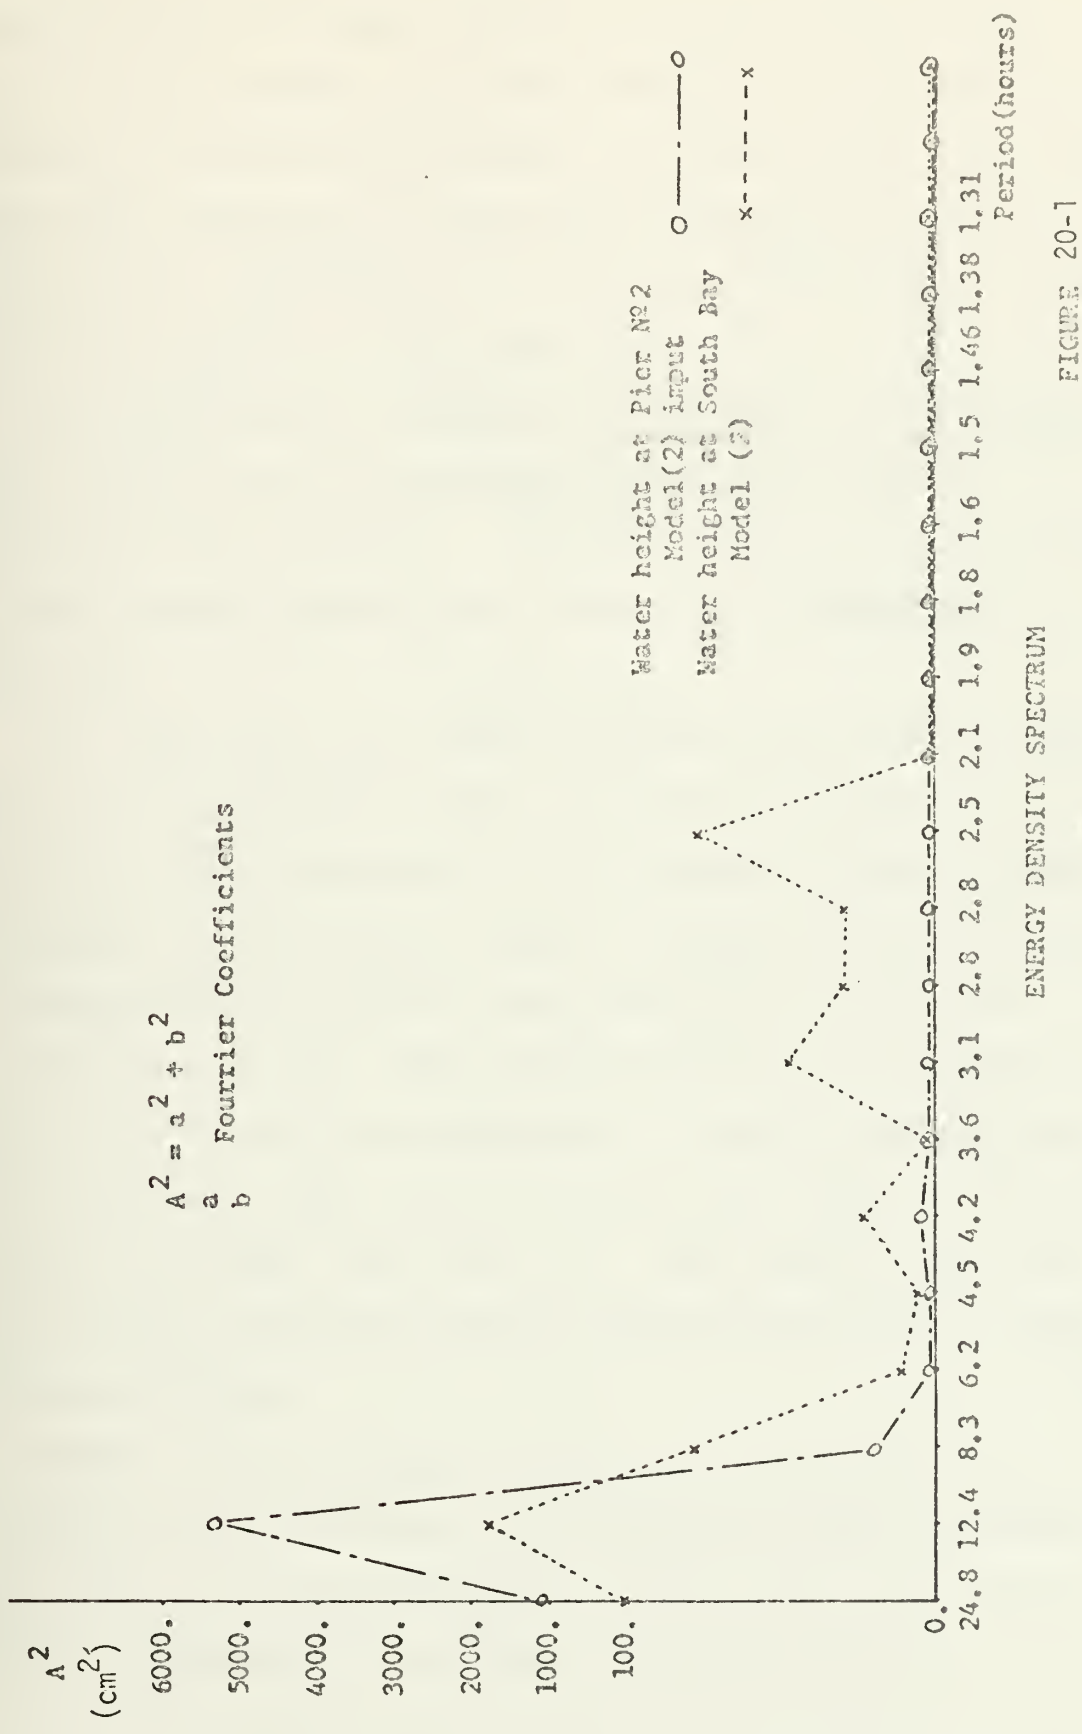 A²
(cm²)
6000.
5000.
4000.
3000.
2000.
1000.
100.
0.
A² = a² + b²
a
Fourrier Coefficients
b
Water height at Pier Nº2
Model(2) input
O — - — O
Water height at South Bay
Model (2)
x- - - - - -x
24.8 12.4 8.3 6.2 4.5 4.2 3.6 3.1 2.8 2.8 2.5 2.1 1.9 1.8 1.6 1.5 1.46 1.38 1.31
Period(hours)
ENERGY DENSITY SPECTRUM
FIGURE 20-1